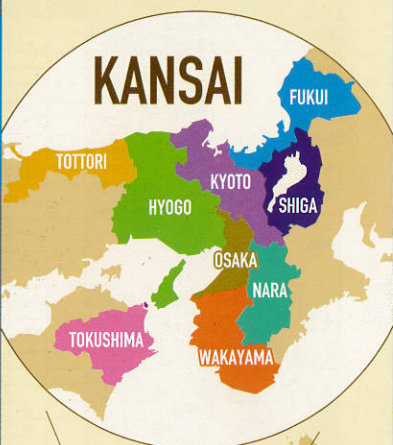 KANSAI
FUKUI
TOTTORI
KYOTO
HYOGO
SHIGA
OSAKA
NARA
TOKUSHIMA
WAKAYAMA